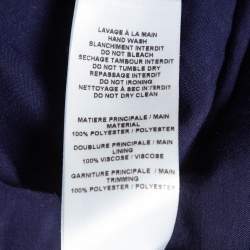 LAVAGE À LA MAIN
HAND WASH
BLANCHIMENT INTERDIT
DO NOT BLEACH
SECHAGE TAMBOUR INTERDIT
DO NOT TUMBLE DRY
REPASSAGE INTERDIT
DO NOT IRONING
NETTOYAGE À SEC INTERDIT
DO NOT DRY CLEAN
MATIERE PRINCIPALE / MAIN
MATERIAL
100% POLYESTER / POLYESTER
DOUBLURE PRINCIPALE / MAIN
LINING
100% VISCOSE / VISCOSE
GARNITURE PRINCIPALE / MAIN
TRIMMING
100% POLYESTER / POLYESTER